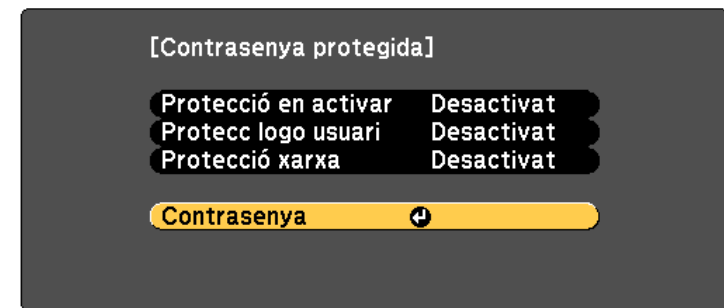 [Contrasenya protegida]
Protecció en activar Desactivat
Protecc logo usuari Desactivat
Protecció xarxa Desactivat
Contrasenya